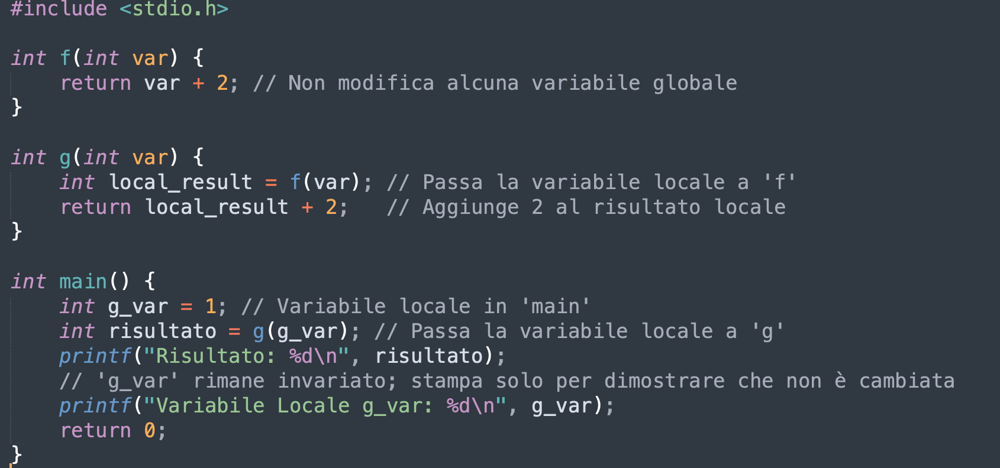 #include <stdio.h>

int f(int var) {
    return var + 2; // Non modifica alcuna variabile globale
}

int g(int var) {
    int local_result = f(var); // Passa la variabile locale a 'f'
    return local_result + 2;   // Aggiunge 2 al risultato locale
}

int main() {
    int g_var = 1; // Variabile locale in 'main'
    int risultato = g(g_var); // Passa la variabile locale a 'g'
    printf("Risultato: %d\n", risultato);
    // 'g_var' rimane invariato; stampa solo per dimostrare che non è cambiata
    printf("Variabile Locale g_var: %d\n", g_var);
    return 0;
}